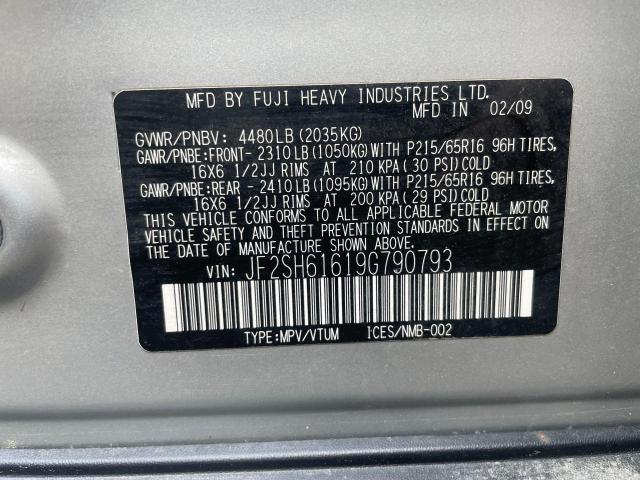 MFD BY FUJI HEAVY INDUSTRIES LTD.
MFD IN 02/09
GVWR/PNBV: 4480LB(2035KG)
GAWR/PNBE:FRONT- 2310LB(1050KG)WITH P215/65R16 96H TIRES,
16X6 1/2JJ RIMS AT 210 KPA(30 PSI)COLD
GAWR/PNBE:REAR - 2410LB(1095KG)WITH P215/65R16 96H TIRES,
16X6 1/2JJ RIMS AT 200 KPA(29 PSI)COLD
THIS VEHICLE CONFORMS TO ALL APPLICABLE FEDERAL MOTOR
VEHICLE SAFETY AND THEFT PREVENTION STANDARDS IN EFFECT ON
THE DATE OF MANUFACTURE SHOWN ABOVE.
VIN: JF2SH61619G790793
TYPE:MPV/VTUM ICES/NMB-002